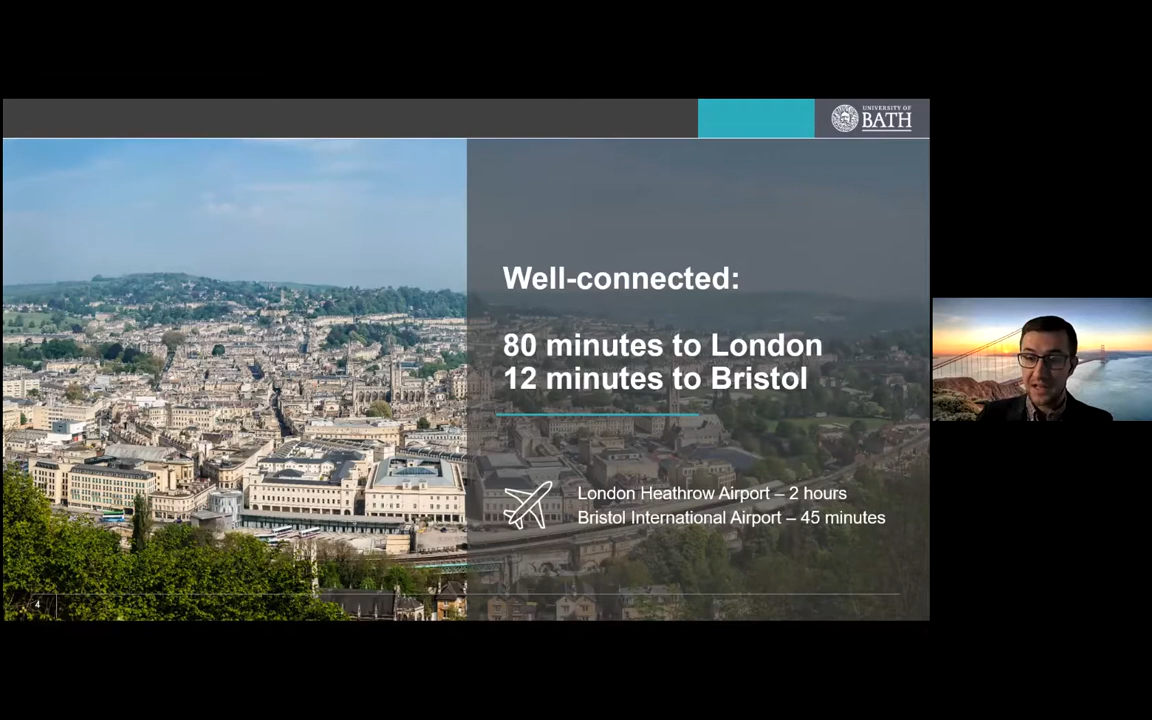 UNIVERSITY OF
BATH
Well-connected:
80 minutes to London
12 minutes to Bristol
London Heathrow Airport – 2 hours
Bristol International Airport – 45 minutes
4